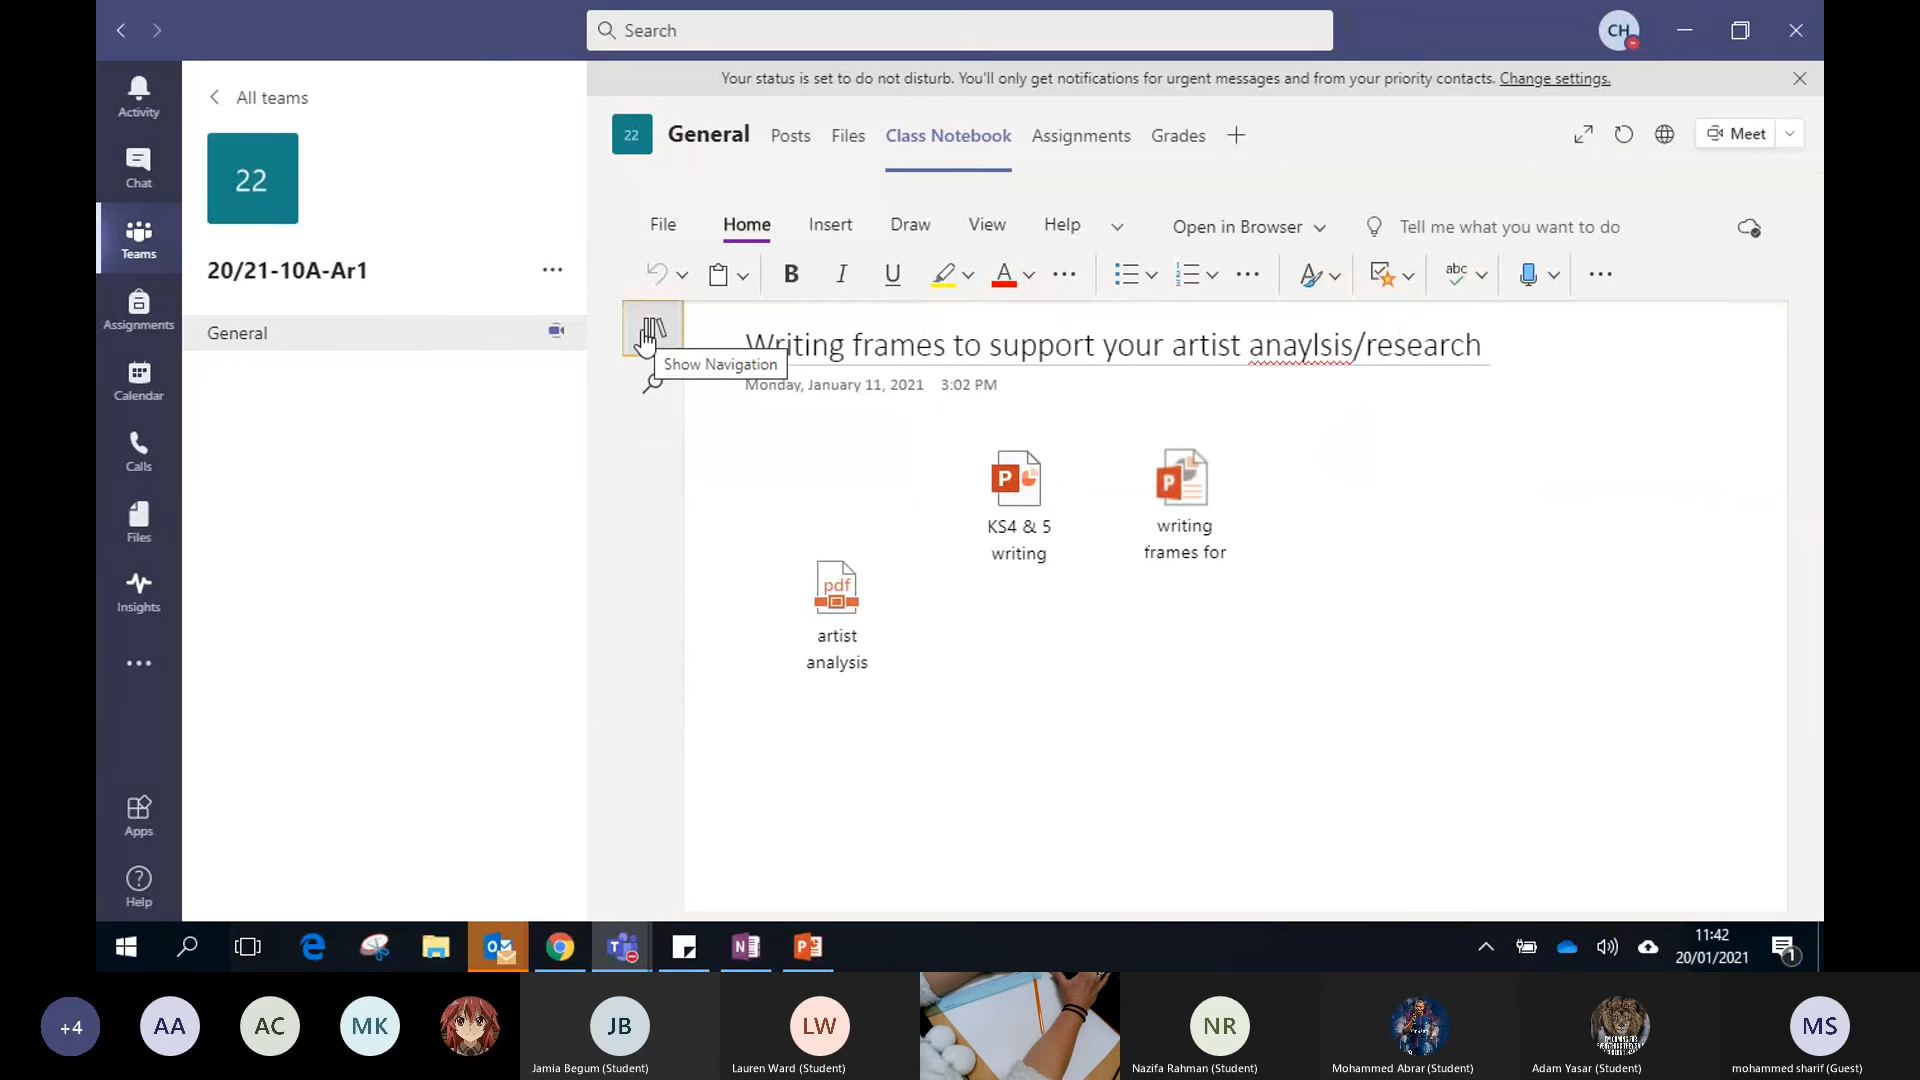 Search
CH
Your status is set to do not disturb. You'll only get notifications for urgent messages and from your priority contacts. Change settings.
Activity
Chat
Teams
Assignments
Calendar
Calls
Files
Insights
Apps
Help
All teams
22
20/21-10A-Ar1
General
22
General
Posts
Files
Class Notebook
Assignments
Grades
Meet
File
Home
Insert
Draw
View
Help
Open in Browser
Tell me what you want to do
B I U A abc
Show Navigation
Writing frames to support your artist anaylsis/research
Monday, January 11, 2021 3:02 PM
P
KS4 & 5
writing
P
writing
frames for
pdf
artist
analysis
11:42
20/01/2021
1
+4
AA
AC
MK
JB
Jamia Begum (Student)
LW
Lauren Ward (Student)
NR
Nazifa Rahman (Student)
Mohammed Abrar (Student)
Adam Yasar (Student)
MS
mohammed sharif (Guest)